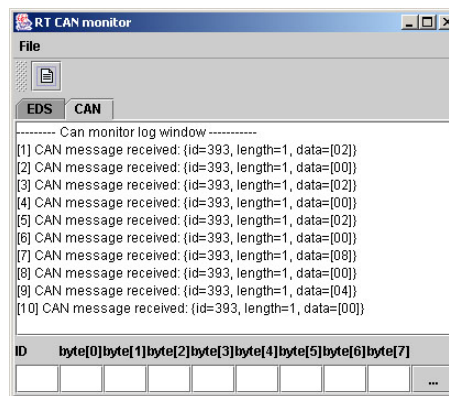 RT CAN monitor
File
EDS CAN
--------- Can monitor log window -----------
[1] CAN message received: {id=393, length=1, data=[02]}
[2] CAN message received: {id=393, length=1, data=[00]}
[3] CAN message received: {id=393, length=1, data=[02]}
[4] CAN message received: {id=393, length=1, data=[00]}
[5] CAN message received: {id=393, length=1, data=[02]}
[6] CAN message received: {id=393, length=1, data=[00]}
[7] CAN message received: {id=393, length=1, data=[08]}
[8] CAN message received: {id=393, length=1, data=[00]}
[9] CAN message received: {id=393, length=1, data=[04]}
[10] CAN message received: {id=393, length=1, data=[00]}
ID byte[0] byte[1] byte[2] byte[3] byte[4] byte[5] byte[6] byte[7]
...